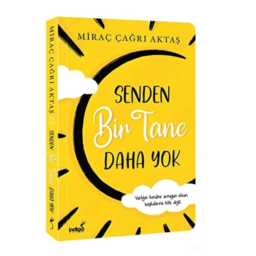 MİRAÇ ÇAĞRI AKTAŞ
SENDEN
Bir Tane
DAHA YOK
Varlığın kendine armağan olsun,
başkalarına kitle değil.
indigo
MİRAÇ ÇAĞRI AKTAŞ
SENDEN Bir Tane DAHA YOK